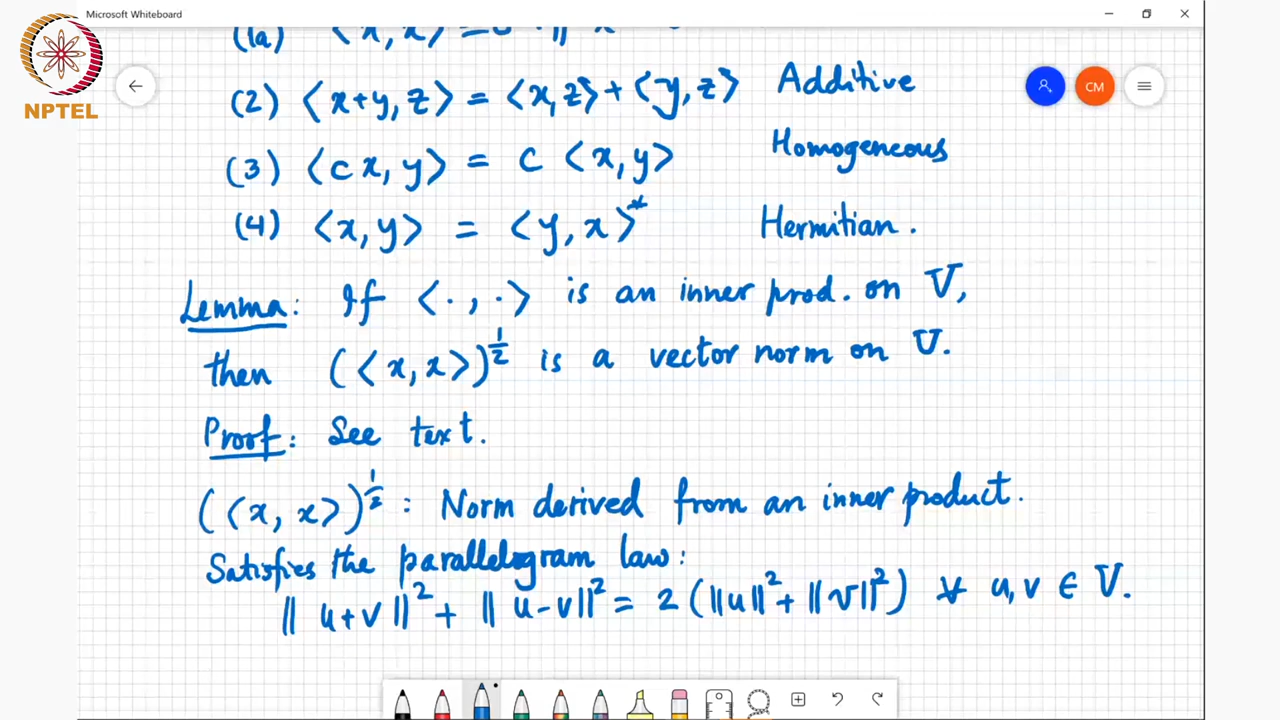 Microsoft Whiteboard
NPTEL
CM
(1a) ⟨x, x⟩ = 0 x
(2) ⟨x+y, z⟩ = ⟨x, z⟩ + ⟨y, z⟩ Additive
(3) ⟨cx, y⟩ = c ⟨x, y⟩ Homogeneous
(4) ⟨x, y⟩ = ⟨y, x⟩* Hermitian.
Lemma: If ⟨·, ·⟩ is an inner prod. on V,
then (⟨x, x⟩)^{1/2} is a vector norm on V.
Proof: See text.
(⟨x, x⟩)^{1/2} : Norm derived from an inner product.
Satisfies the parallelogram law:
‖u+v‖² + ‖u-v‖² = 2(‖u‖² + ‖v‖²) ∀ u, v ∈ V.